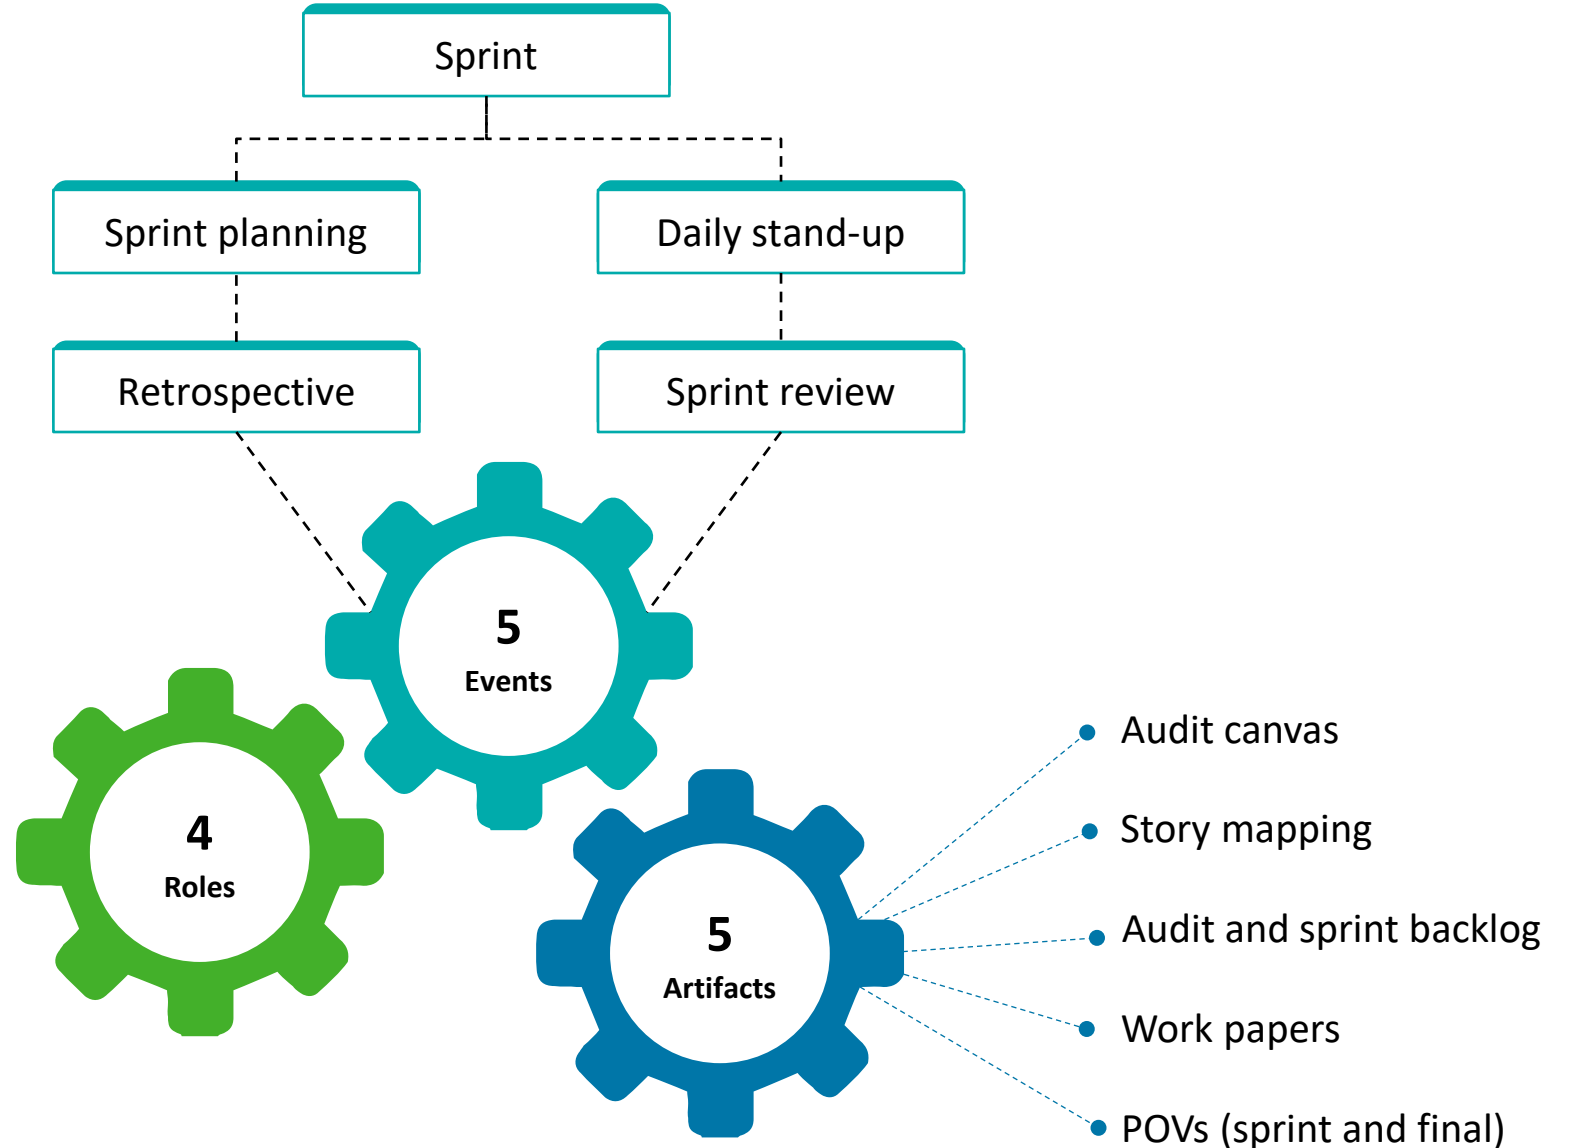 Sprint
Sprint planning
Daily stand-up
Retrospective
Sprint review
5
Events
4
Roles
5
Artifacts
Audit canvas
Story mapping
Audit and sprint backlog
Work papers
POVs (sprint and final)